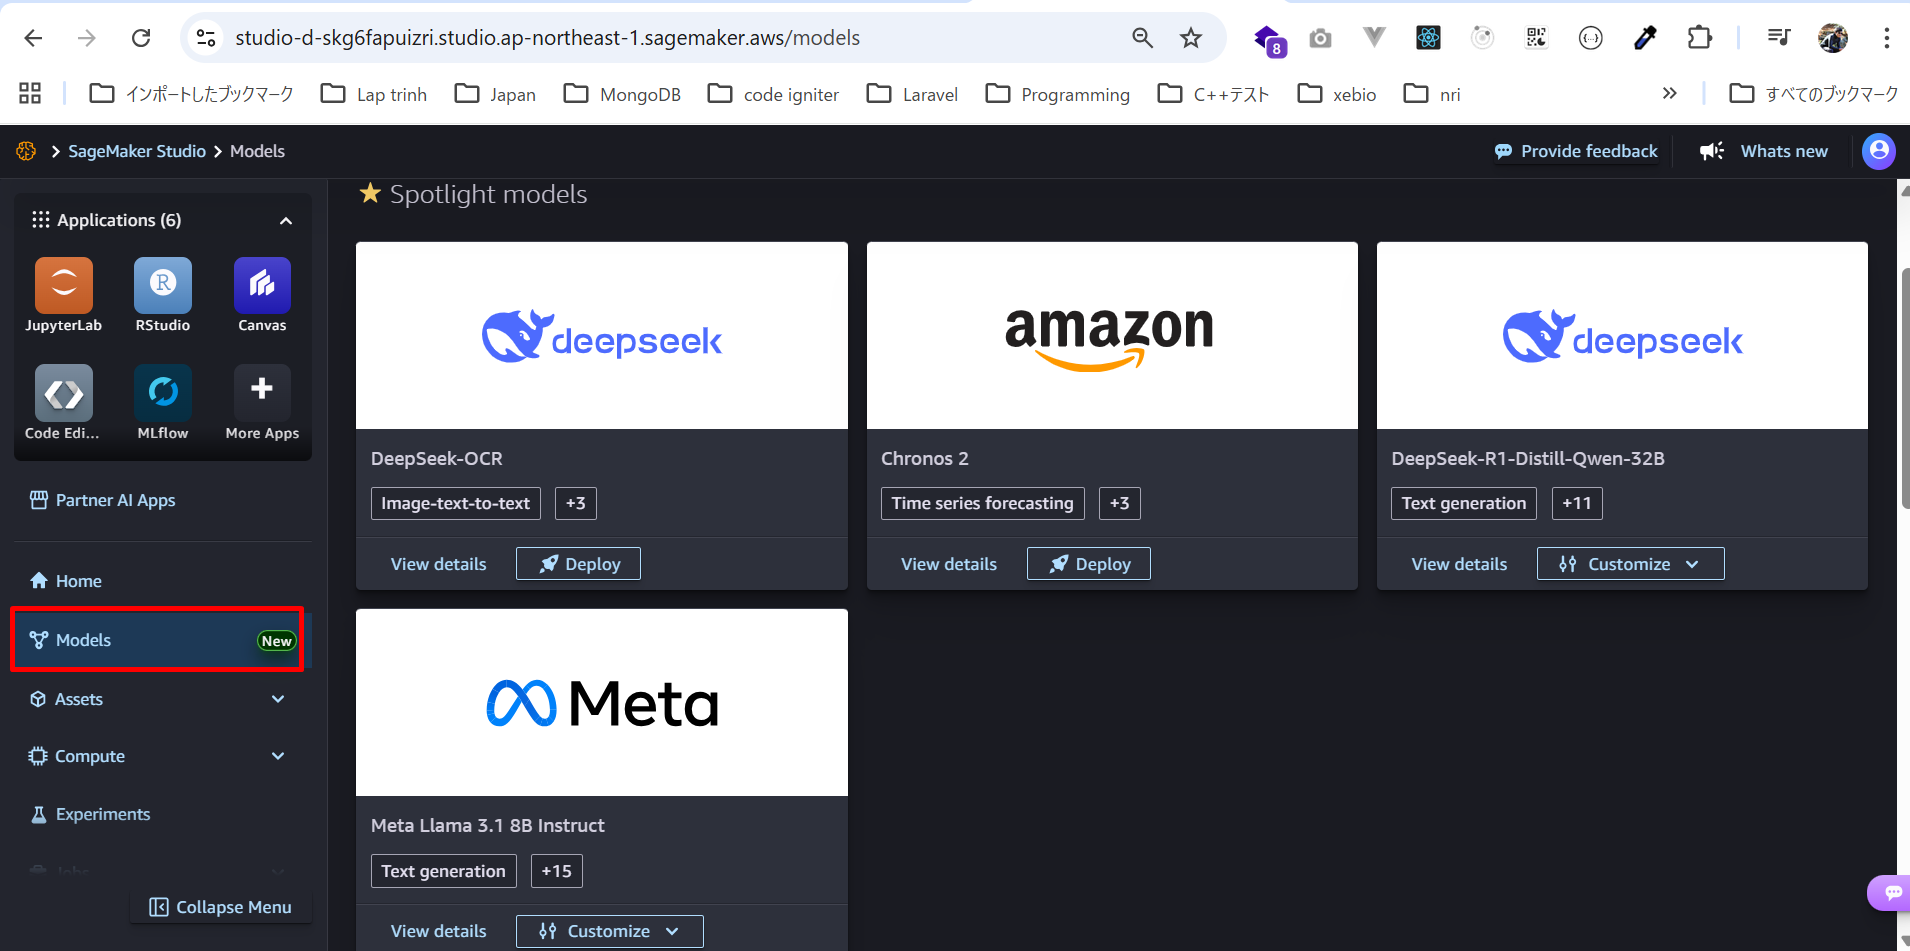 studio-d-skg6fapuizri.studio.ap-northeast-1.sagemaker.aws/models
8
インポートしたブックマーク Lap trinh Japan MongoDB code igniter Laravel Programming C++テスト xebio nri » すべてのブックマーク
SageMaker Studio Models Provide feedback Whats new
Applications (6)
JupyterLab RStudio Canvas
Code Edi... MLflow More Apps
Partner AI Apps
Home
Models New
Assets
Compute
Experiments
Jobs
Collapse Menu
Spotlight models
deepseek
DeepSeek-OCR
Image-text-to-text +3
View details Deploy
amazon
Chronos 2
Time series forecasting +3
View details Deploy
deepseek
DeepSeek-R1-Distill-Qwen-32B
Text generation +11
View details Customize
Meta
Meta Llama 3.1 8B Instruct
Text generation +15
View details Customize